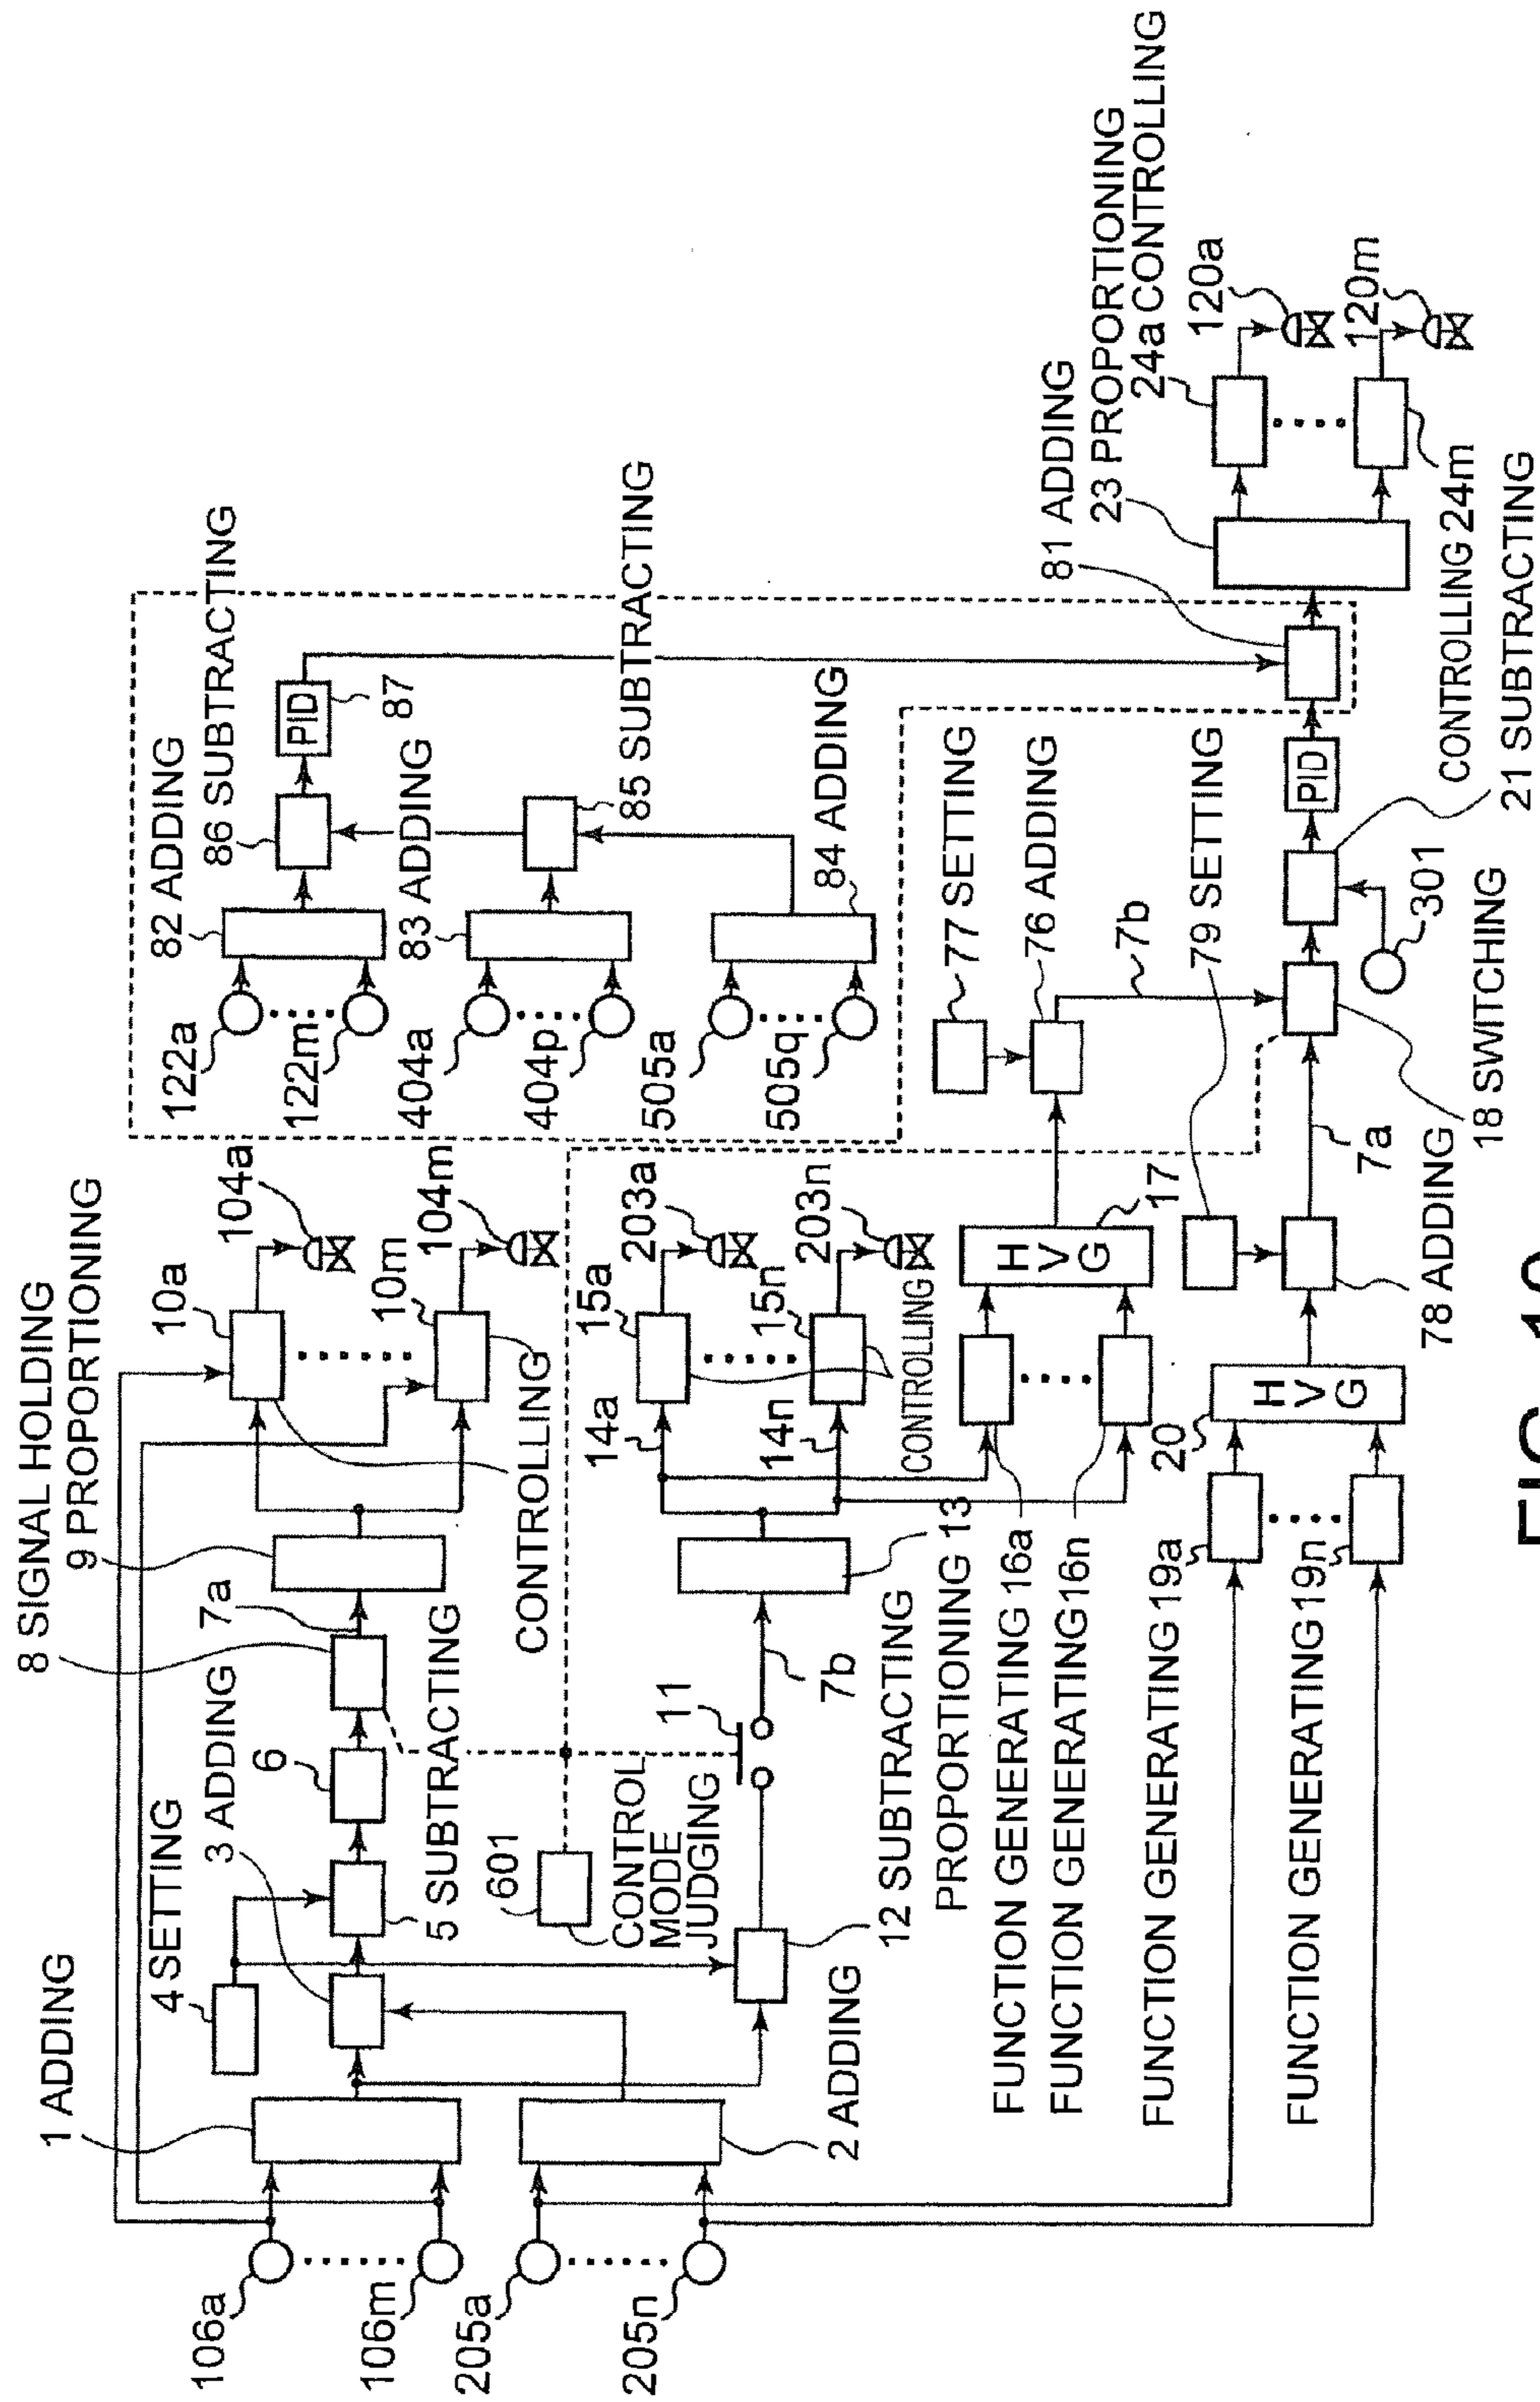 8 SIGNAL HOLDING
9 PROPORTIONING
1 ADDING
4 SETTING
3 ADDING
6
7a
10a
104a
10m
104m
106a
106m
205a
205n
5 SUBTRACTING
CONTROLLING
601
CONTROL
MODE
JUDGING
11
7b
2 ADDING
12 SUBTRACTING
PROPORTIONING 13
14a
14n
15a
15n
203a
203n
CONTROLLING
FUNCTION GENERATING 16a
FUNCTION GENERATING 16n
HVG
17
FUNCTION GENERATING 19a
FUNCTION GENERATING 19n
20
HVG
82 ADDING
86 SUBTRACTING
PID
87
122a
122m
83 ADDING
85 SUBTRACTING
404a
404p
84 ADDING
505a
505q
77 SETTING
76 ADDING
7b
79 SETTING
78 ADDING
7a
18 SWITCHING
301
PID
81 ADDING
23 PROPORTIONING
24a CONTROLLING
120a
120m
CONTROLLING 24m
21 SUBTRACTING